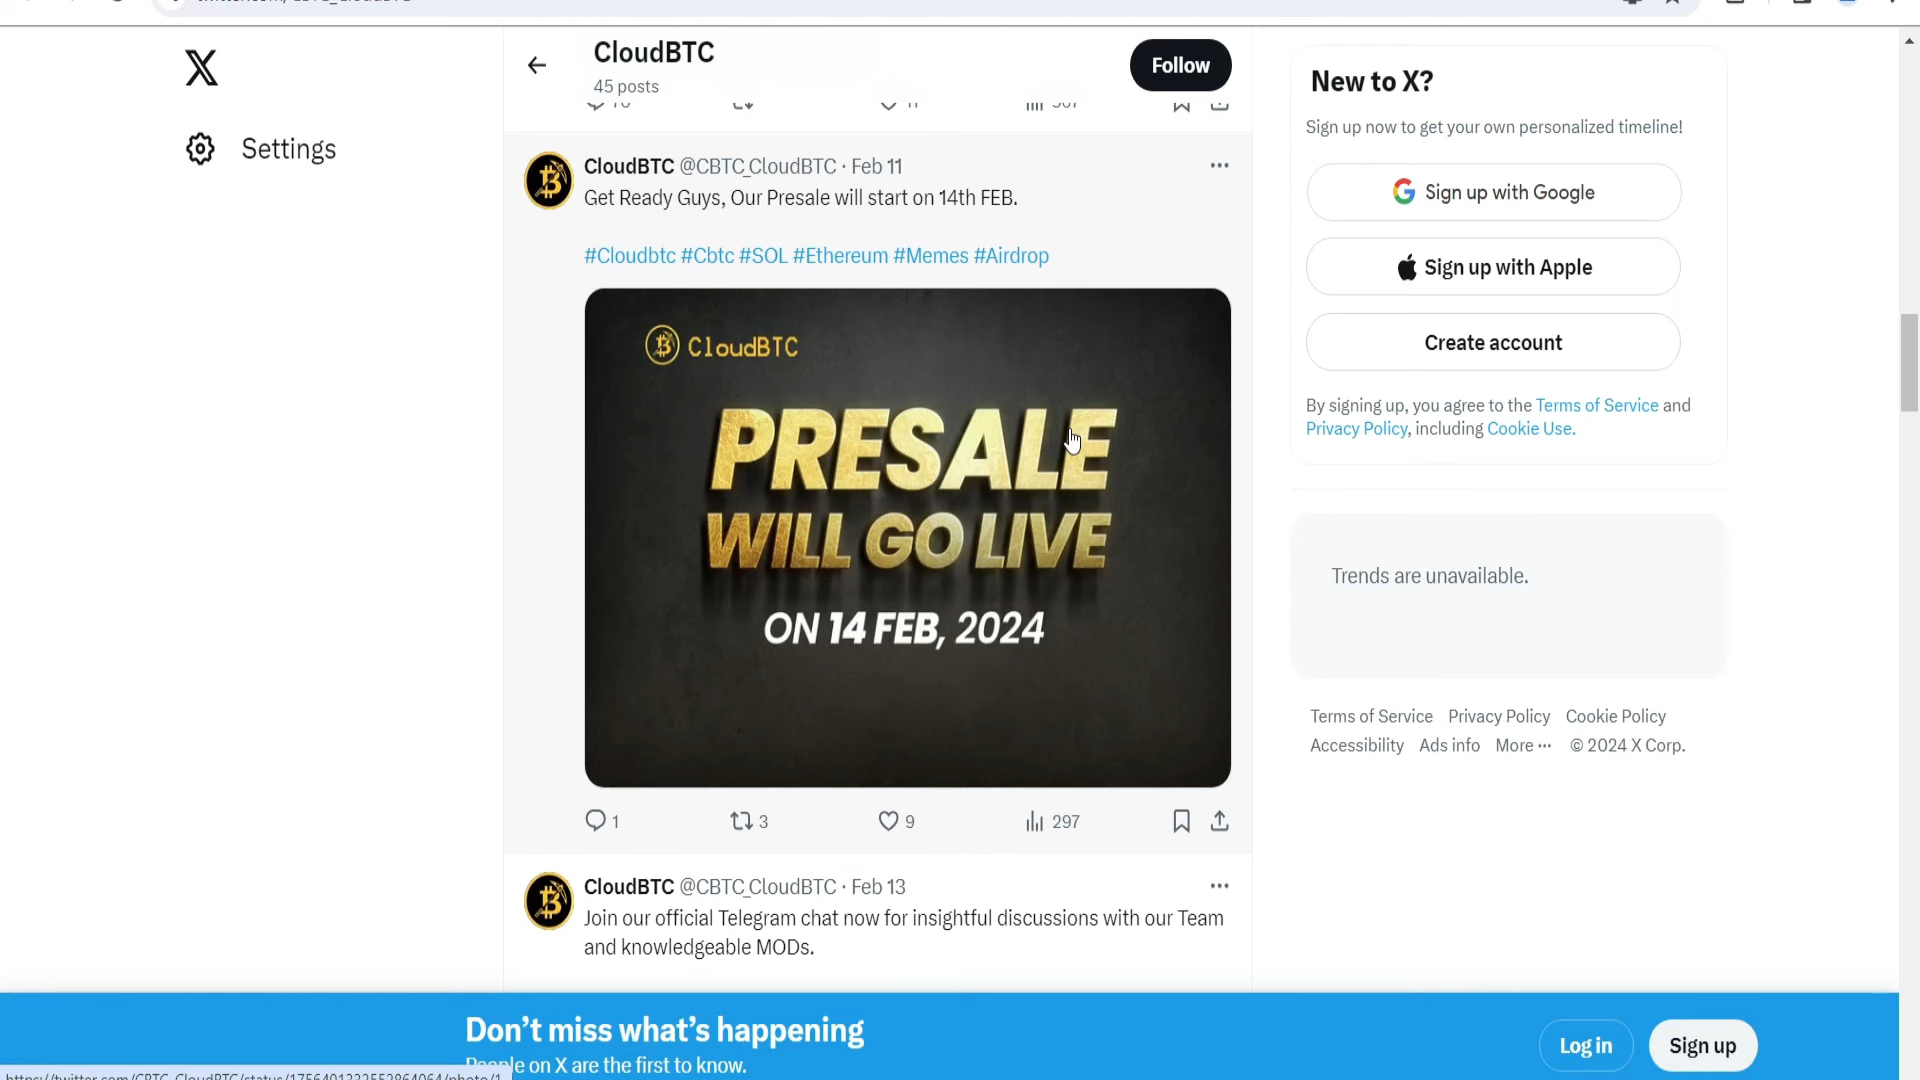 CloudBTC
45 posts
Follow
Settings
CloudBTC @CBTC_CloudBTC · Feb 11
Get Ready Guys, Our Presale will start on 14th FEB.
#Cloudbtc #Cbtc #SOL #Ethereum #Memes #Airdrop
CloudBTC
PRESALE
WILL GO LIVE
ON 14 FEB, 2024
1 3 9 297
CloudBTC @CBTC_CloudBTC · Feb 13
Join our official Telegram chat now for insightful discussions with our Team
and knowledgeable MODs.
New to X?
Sign up now to get your own personalized timeline!
Sign up with Google
Sign up with Apple
Create account
By signing up, you agree to the Terms of Service and
Privacy Policy, including Cookie Use.
Trends are unavailable.
Terms of Service Privacy Policy Cookie Policy
Accessibility Ads info More ··· © 2024 X Corp.
Don’t miss what’s happening
People on X are the first to know.
Log in
Sign up